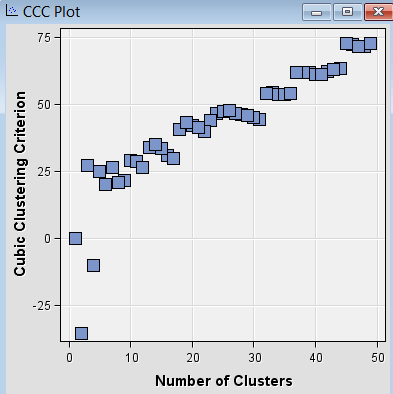 CCC Plot
75
50
25
0
-25
Cubic Clustering Criterion
0 10 20 30 40 50
Number of Clusters